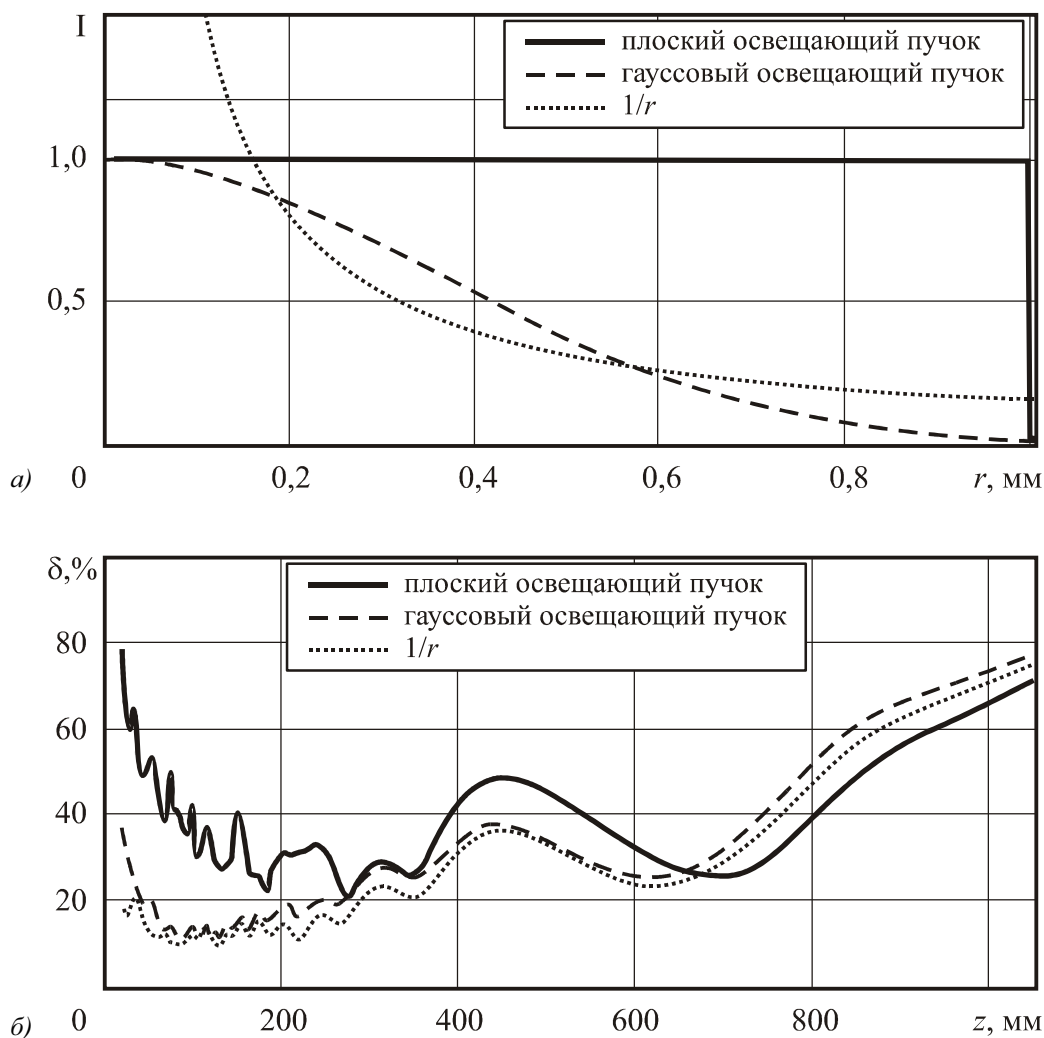 I
плоский освещающий пучок
гауссовый освещающий пучок
1/r
1,0
0,5
а) 0 0,2 0,4 0,6 0,8 r, мм
δ,%
плоский освещающий пучок
гауссовый освещающий пучок
1/r
80
60
40
20
б) 0 200 400 600 800 z, мм